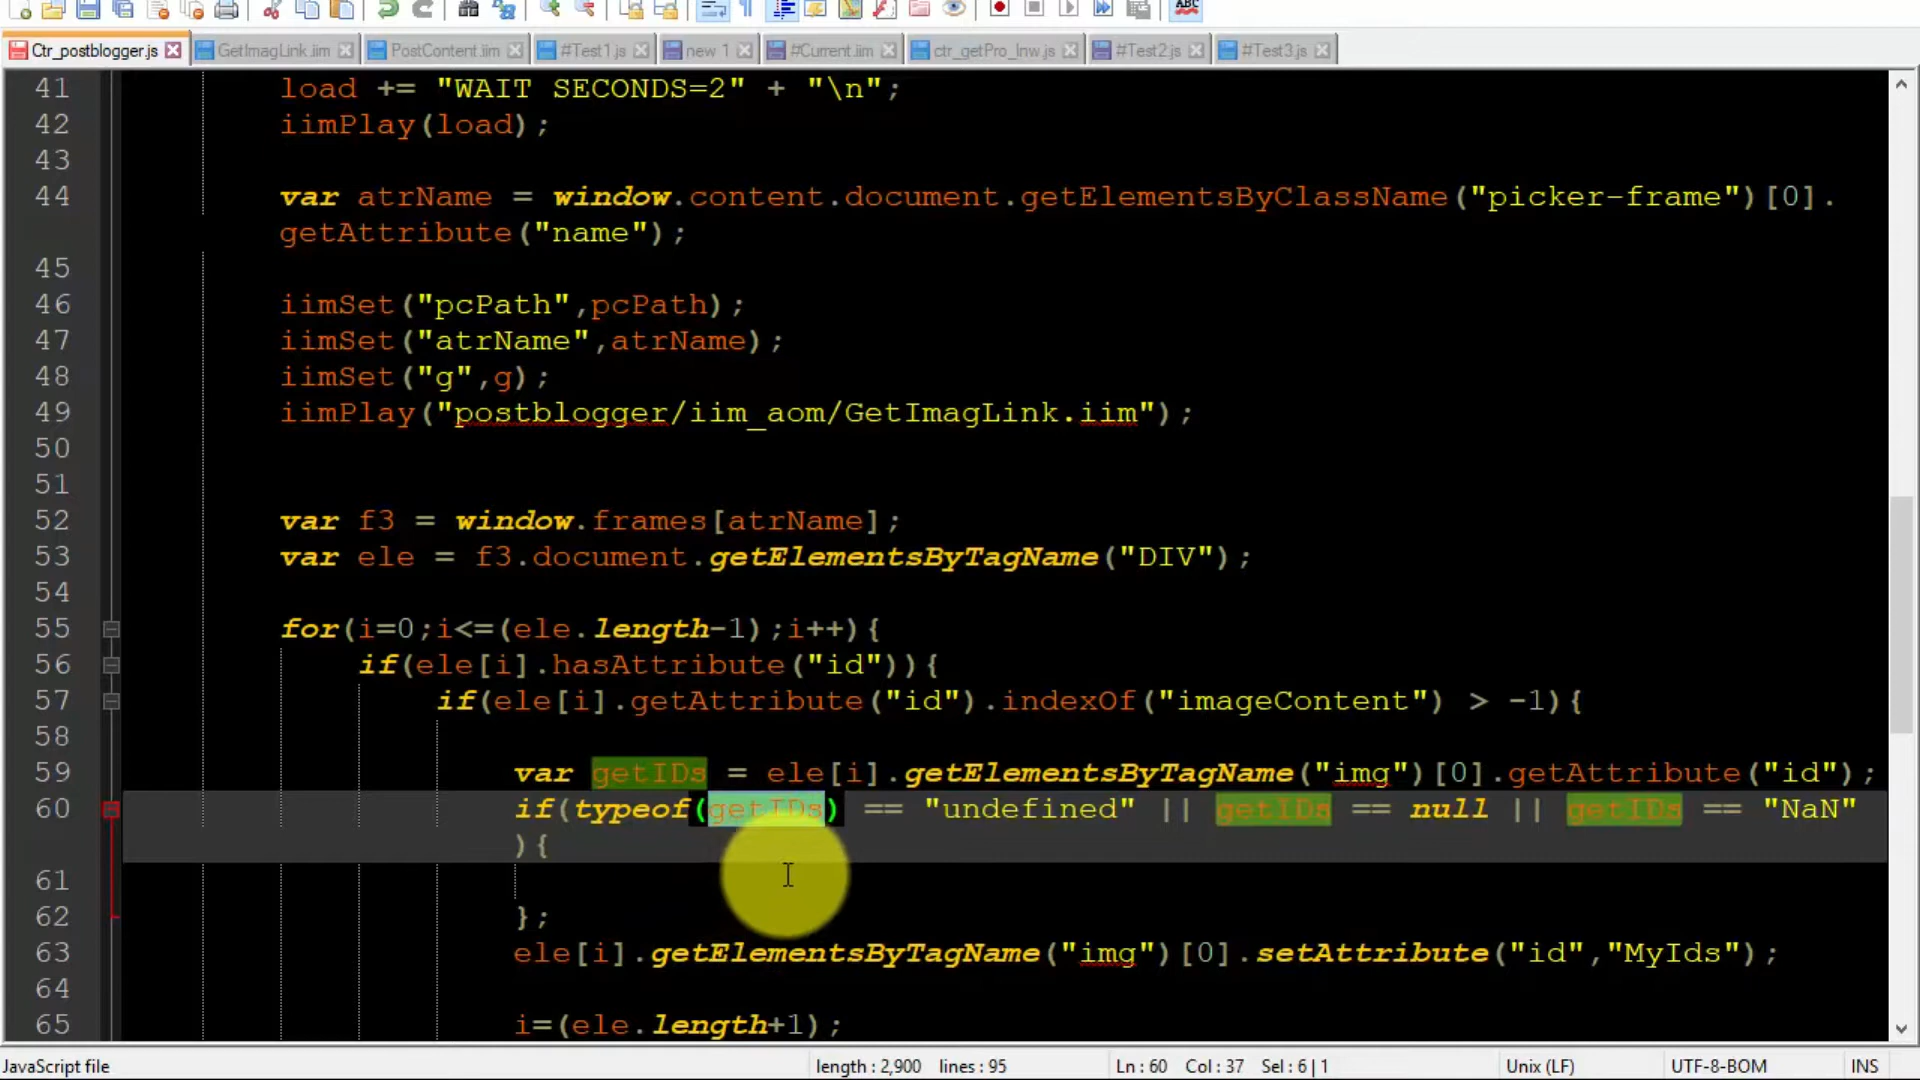 ABC
Ctr_postblogger.js GetImagLink.iim PostContent.iim #Test1.js new 1 #Current.iim ctr_getPro_lnw.js #Test2.js #Test3.js
41 load += "WAIT SECONDS=2" + "\n";
42 iimPlay(load);
43
44 var atrName = window.content.document.getElementsByClassName("picker-frame")[0].
getAttribute("name");
45
46 iimSet("pcPath",pcPath);
47 iimSet("atrName",atrName);
48 iimSet("g",g);
49 iimPlay("postblogger/iim_aom/GetImagLink.iim");
50
51
52 var f3 = window.frames[atrName];
53 var ele = f3.document.getElementsByTagName("DIV");
54
55 for(i=0;i<=(ele.length-1);i++){
56 if(ele[i].hasAttribute("id")){
57 if(ele[i].getAttribute("id").indexOf("imageContent") > -1){
58
59 var getIDs = ele[i].getElementsByTagName("img")[0].getAttribute("id");
60 if(typeof(getIDs) == "undefined" || getIDs == null || getIDs == "NaN"
){
61
62 };
63 ele[i].getElementsByTagName("img")[0].setAttribute("id","MyIds");
64
65 i=(ele.length+1);
JavaScript file length : 2,900 lines : 95 Ln : 60 Col : 37 Sel : 6 | 1 Unix (LF) UTF-8-BOM INS